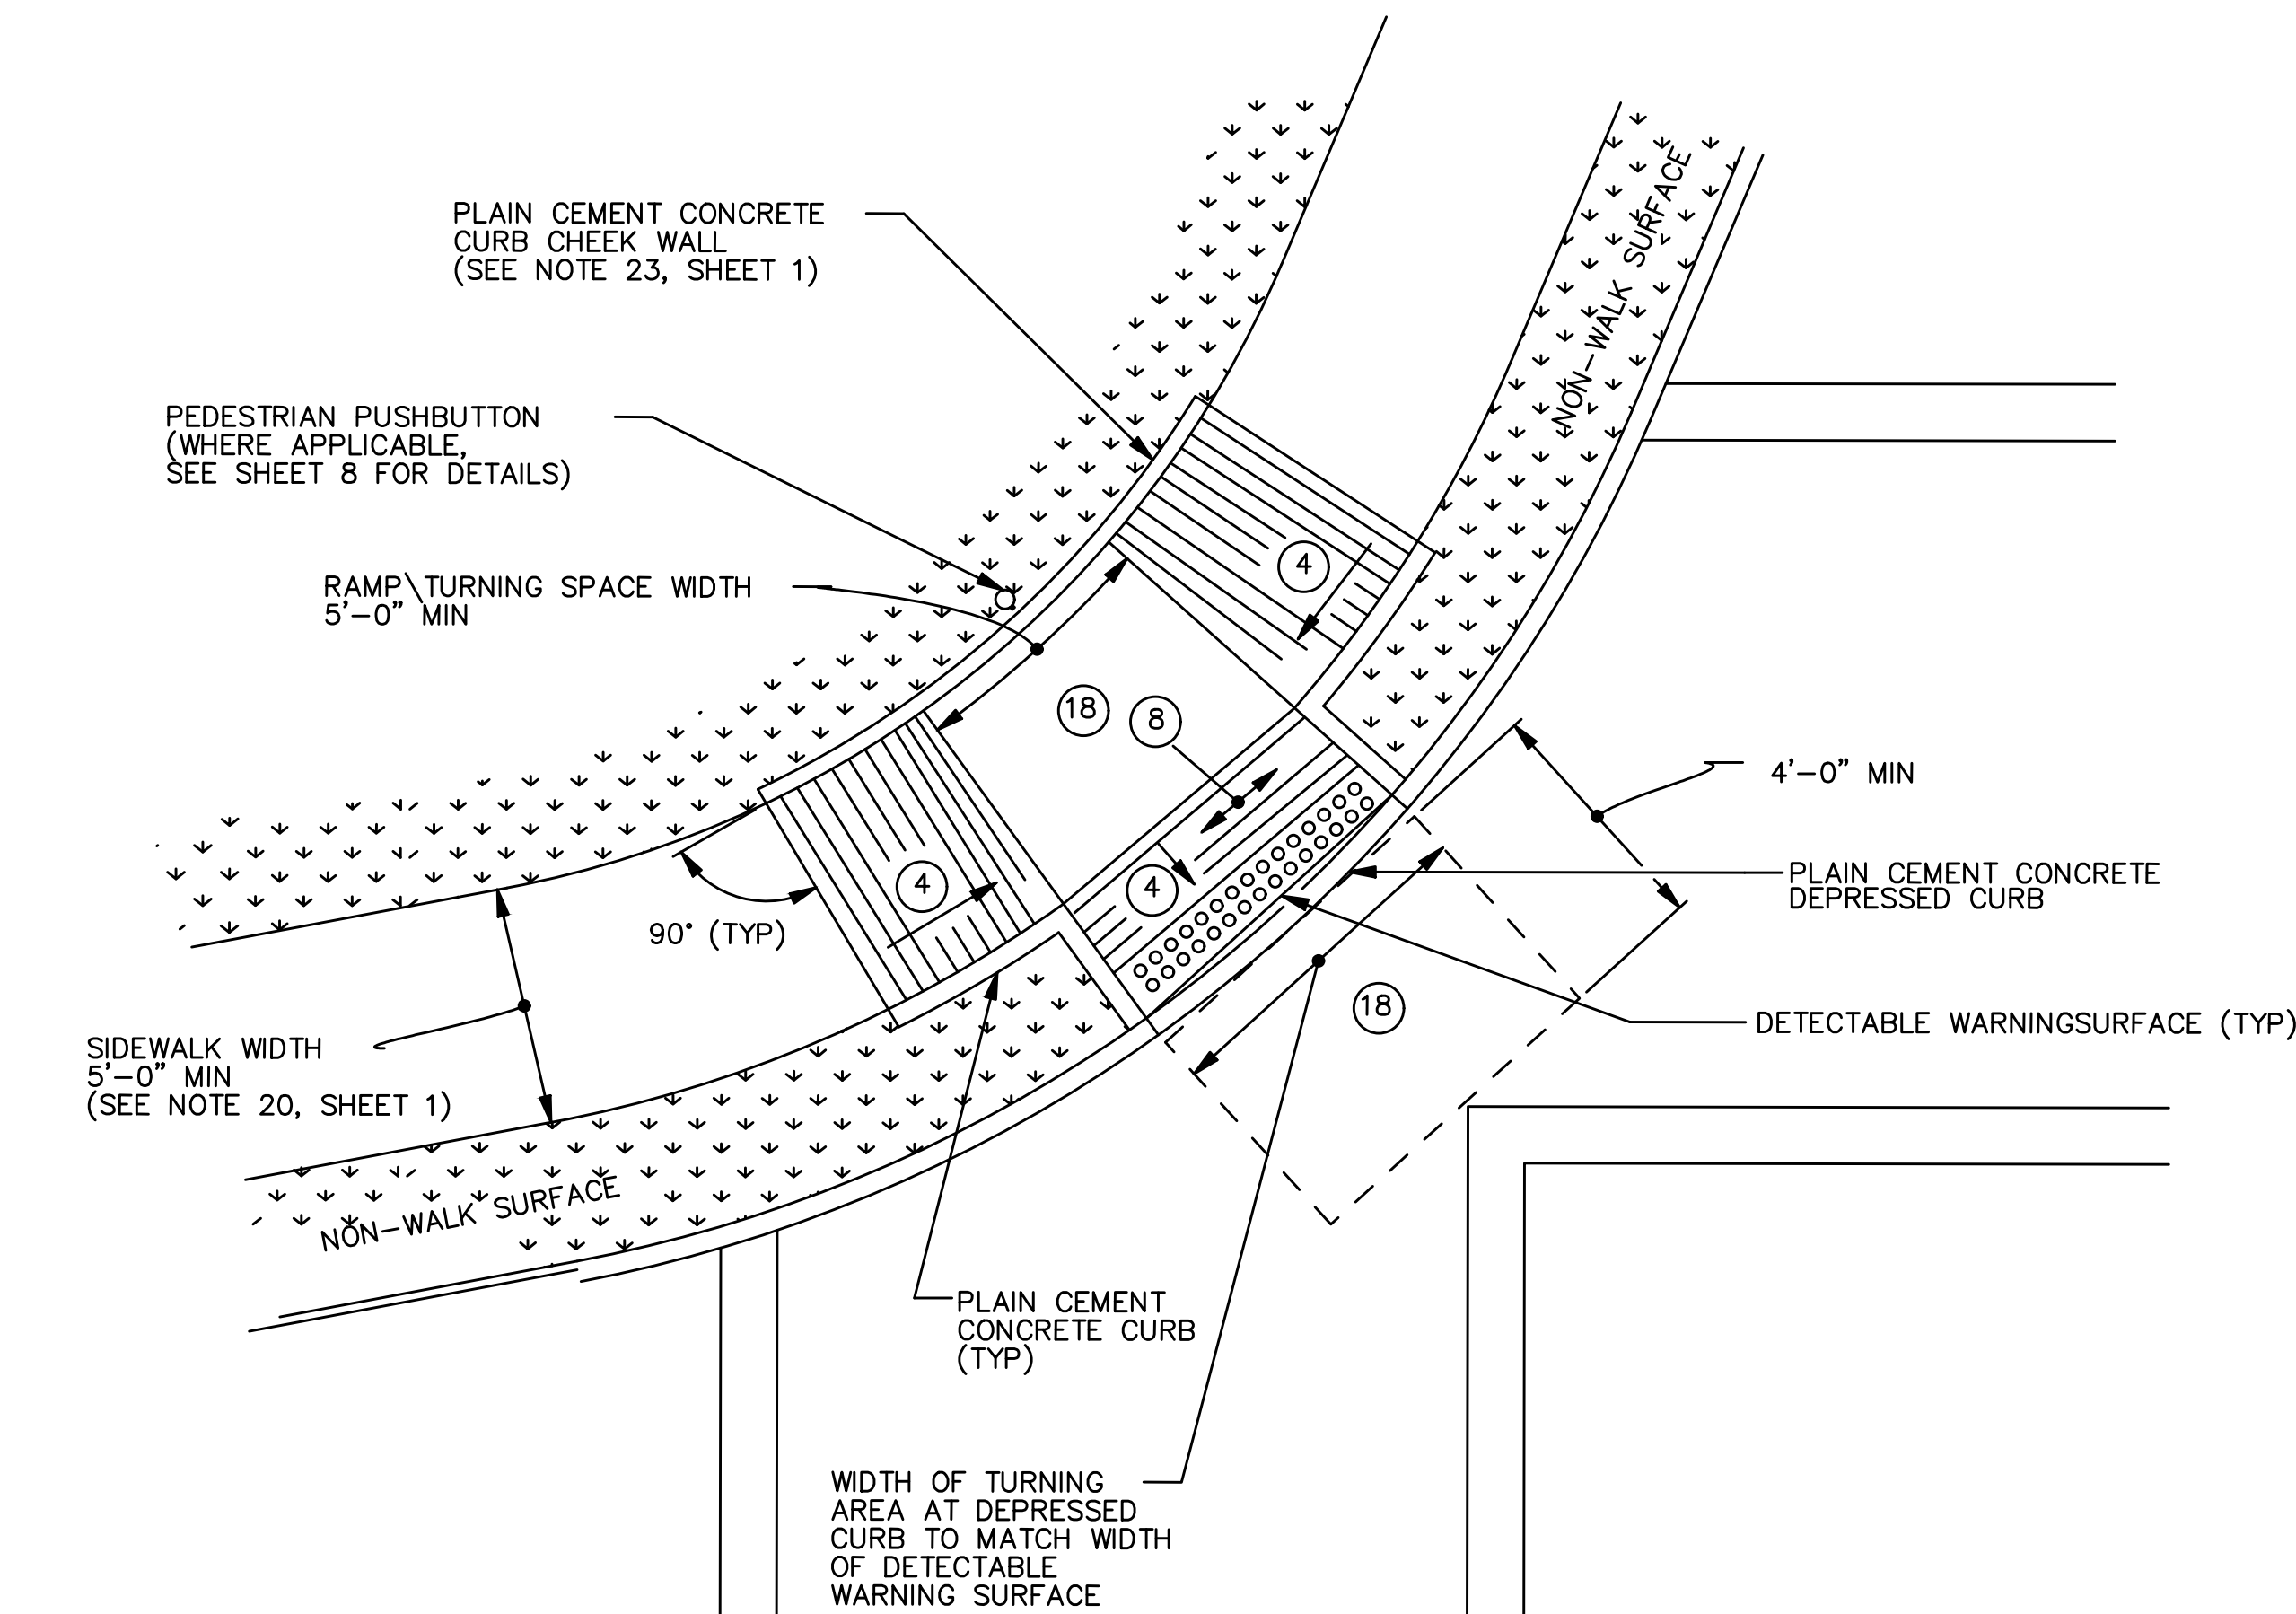 PLAIN CEMENT CONCRETE
CURB CHEEK WALL
(SEE NOTE 23, SHEET 1)
NON-WALK SURFACE
PEDESTRIAN PUSHBUTTON
(WHERE APPLICABLE,
SEE SHEET 8 FOR DETAILS)
4
RAMP\TURNING SPACE WIDTH
5'-0" MIN
18
8
4'-0" MIN
4
4
PLAIN CEMENT CONCRETE
DEPRESSED CURB
90° (TYP)
18
DETECTABLE WARNINGSURFACE (TYP)
SIDEWALK WIDTH
5'-0" MIN
(SEE NOTE 20, SHEET 1)
NON-WALK SURFACE
PLAIN CEMENT
CONCRETE CURB
(TYP)
WIDTH OF TURNING
AREA AT DEPRESSED
CURB TO MATCH WIDTH
OF DETECTABLE
WARNING SURFACE